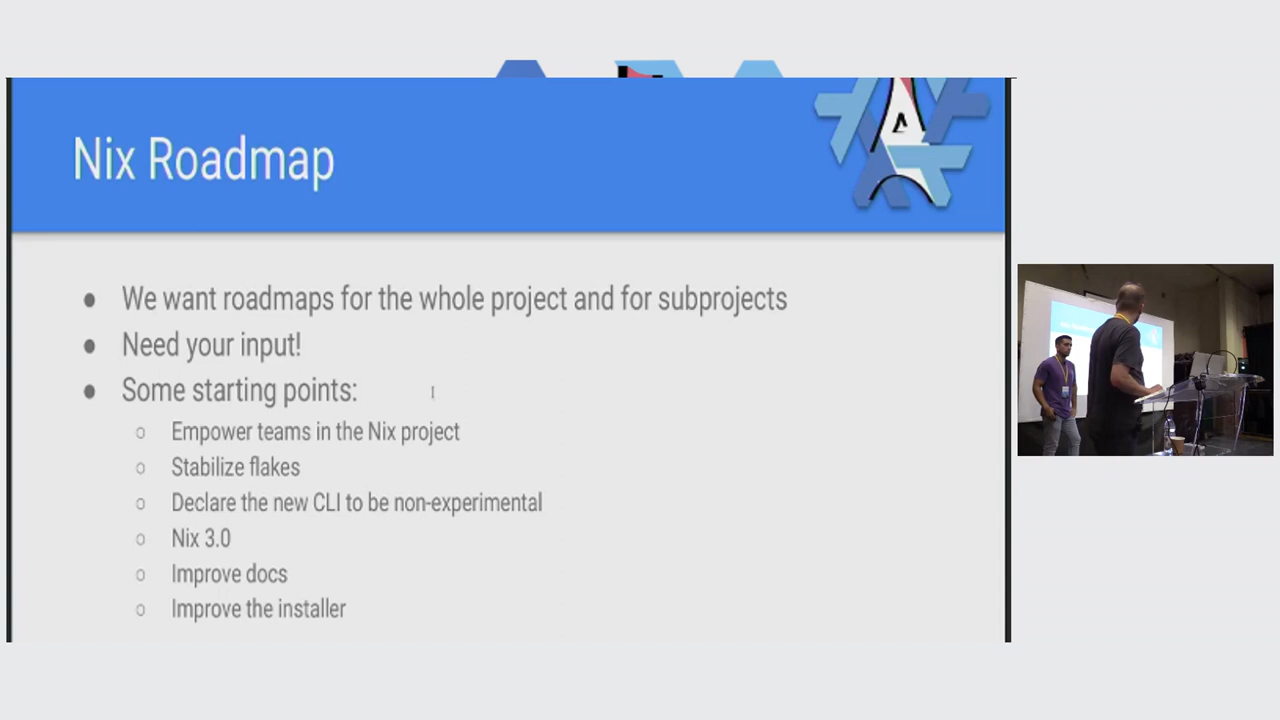 Nix Roadmap
We want roadmaps for the whole project and for subprojects
Need your input!
Some starting points:
Empower teams in the Nix project
Stabilize flakes
Declare the new CLI to be non-experimental
Nix 3.0
Improve docs
Improve the installer